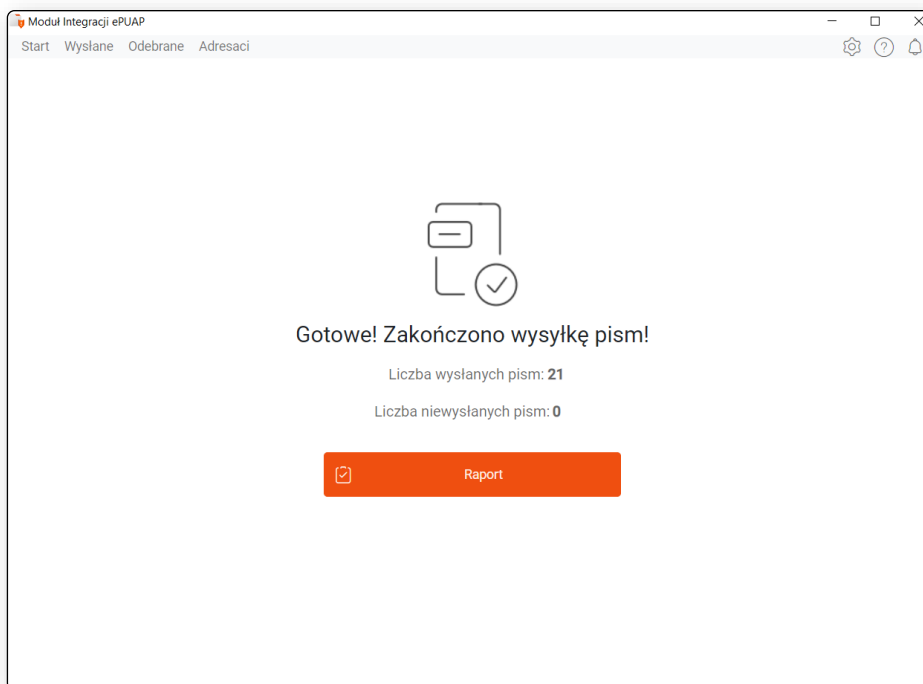 Moduł Integracji ePUAP
Start Wysłane Odebrane Adresaci
Gotowe! Zakończono wysyłkę pism!
Liczba wysłanych pism: 21
Liczba niewysłanych pism: 0
Raport